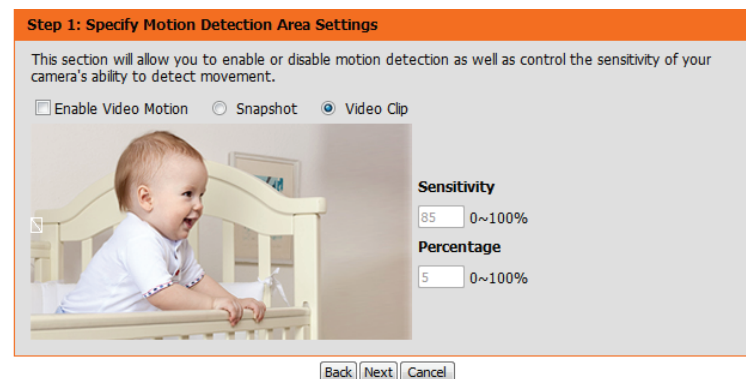 Step 1: Specify Motion Detection Area Settings
This section will allow you to enable or disable motion detection as well as control the sensitivity of your
camera's ability to detect movement.
Enable Video Motion Snapshot Video Clip
Sensitivity
85 0~100%
Percentage
5 0~100%
Back Next Cancel